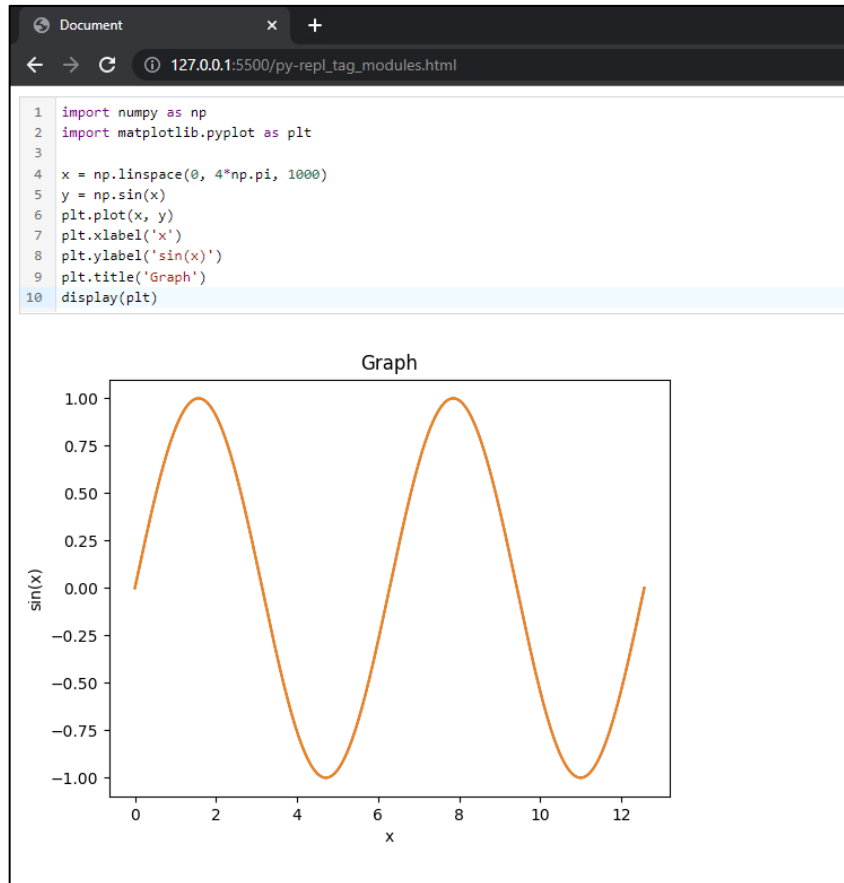 Document
127.0.0.1:5500/py-repl_tag_modules.html
1 import numpy as np
2 import matplotlib.pyplot as plt
3
4 x = np.linspace(0, 4*np.pi, 1000)
5 y = np.sin(x)
6 plt.plot(x, y)
7 plt.xlabel('x')
8 plt.ylabel('sin(x)')
9 plt.title('Graph')
10 display(plt)
Graph
1.00
0.75
0.50
0.25
0.00
−0.25
−0.50
−0.75
−1.00
sin(x)
0 2 4 6 8 10 12
x